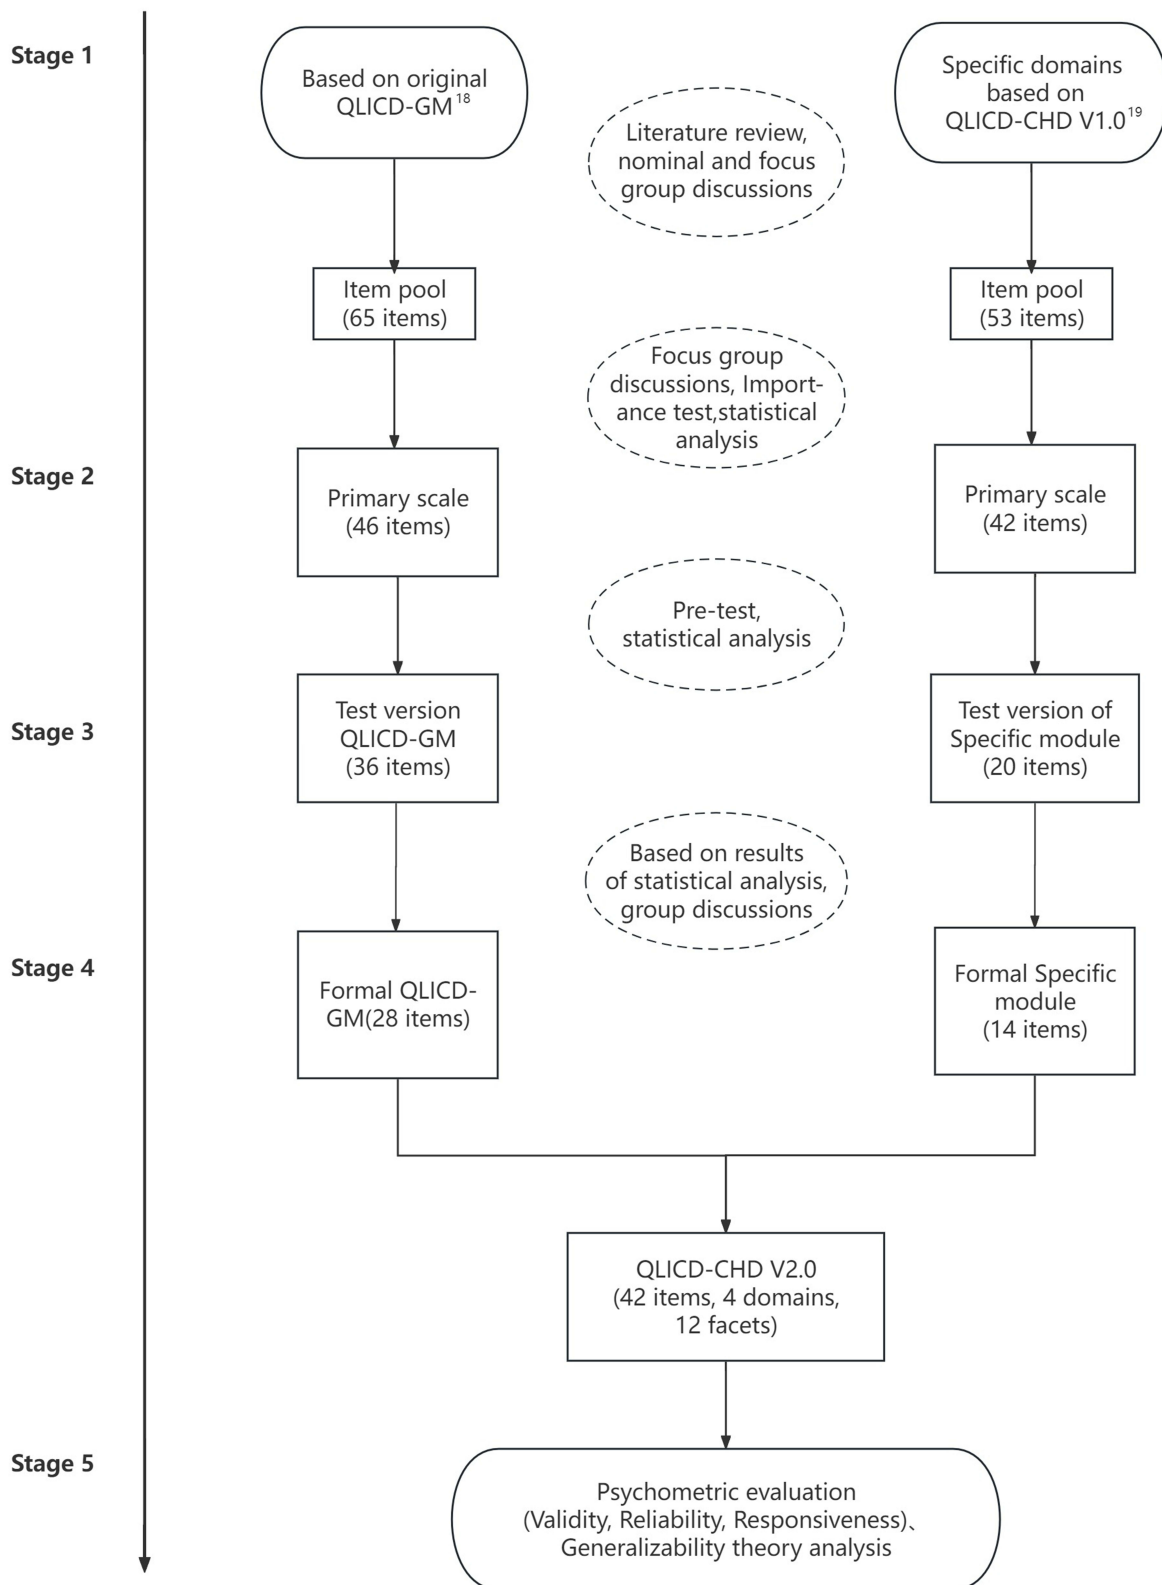 Stage 1
Based on original
QLICD-GM18
Specific domains
based on
QLICD-CHD V1.019
Literature review,
nominal and focus
group discussions
Item pool
(65 items)
Item pool
(53 items)
Focus group
discussions, Import-
ance test,statistical
analysis
Stage 2
Primary scale
(46 items)
Primary scale
(42 items)
Pre-test,
statistical analysis
Stage 3
Test version
QLICD-GM
(36 items)
Test version of
Specific module
(20 items)
Based on results
of statistical analysis,
group discussions
Stage 4
Formal QLICD-
GM(28 items)
Formal Specific
module
(14 items)
QLICD-CHD V2.0
(42 items, 4 domains,
12 facets)
Stage 5
Psychometric evaluation
(Validity, Reliability, Responsiveness)、
Generalizability theory analysis